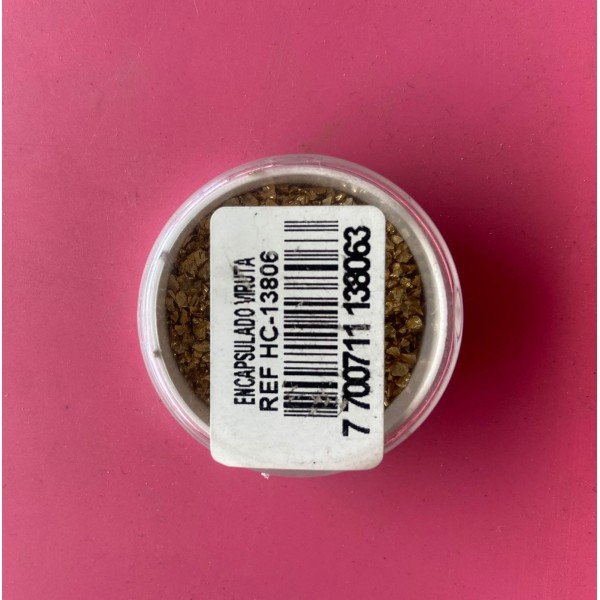 ENCAPSULADO VIRUTA
REF HC-13806
7 700711 138063